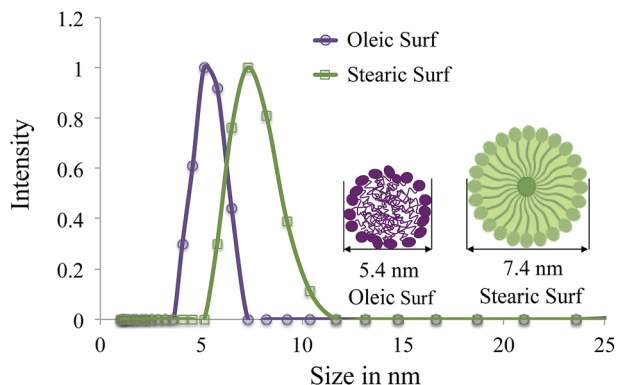 1.2
1
0.8
0.6
0.4
0.2
0
Intensity
Oleic Surf
Stearic Surf
5.4 nm
Oleic Surf
7.4 nm
Stearic Surf
0 5 10 15 20 25
Size in nm